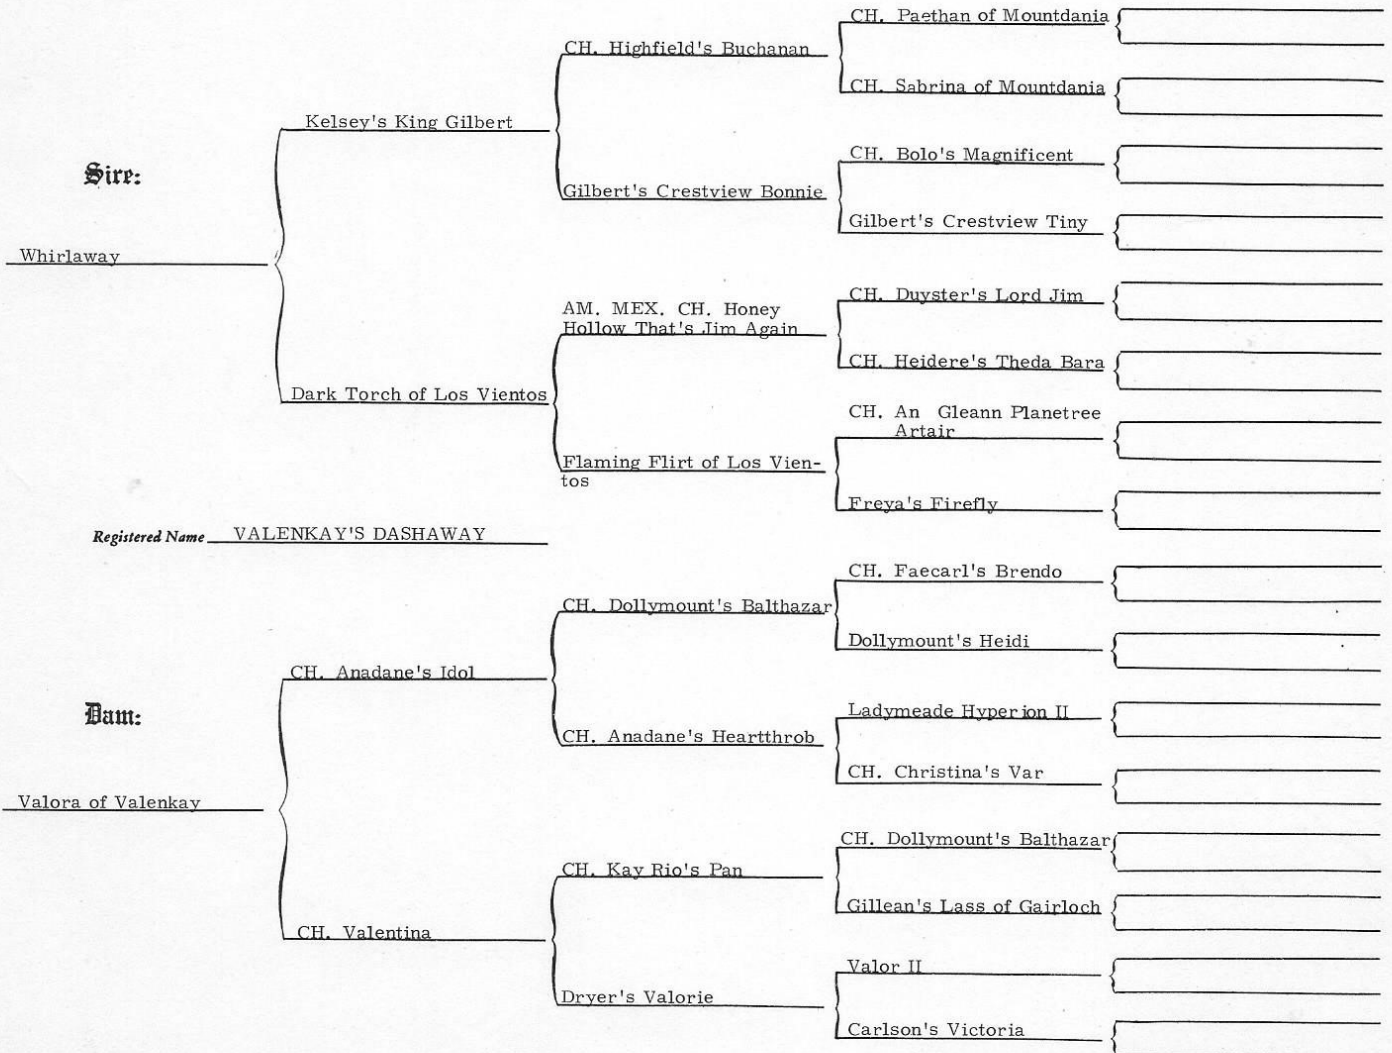 CH. Paethan of Mountdania
CH. Highfield's Buchanan
CH. Sabrina of Mountdania
Kelsey's King Gilbert
CH. Bolo's Magnificent
Sire:
Gilbert's Crestview Bonnie
Gilbert's Crestview Tiny
Whirlaway
CH. Duyster's Lord Jim
AM. MEX. CH. Honey
Hollow That's Jim Again
CH. Heidere's Theda Bara
Dark Torch of Los Vientos
CH. An Gleann Planetree
Artair
Flaming Flirt of Los Vien-
tos
Freya's Firefly
Registered Name VALENKAY'S DASHAWAY
CH. Faecarl's Brendo
CH. Dollymount's Balthazar
Dollymount's Heidi
CH. Anadane's Idol
Ladymeade Hyperion II
Dam:
CH. Anadane's Heartthrob
CH. Christina's Var
Valora of Valenkay
CH. Dollymount's Balthazar
CH. Kay Rio's Pan
Gillean's Lass of Gairloch
CH. Valentina
Valor II
Dryer's Valorie
Carlson's Victoria